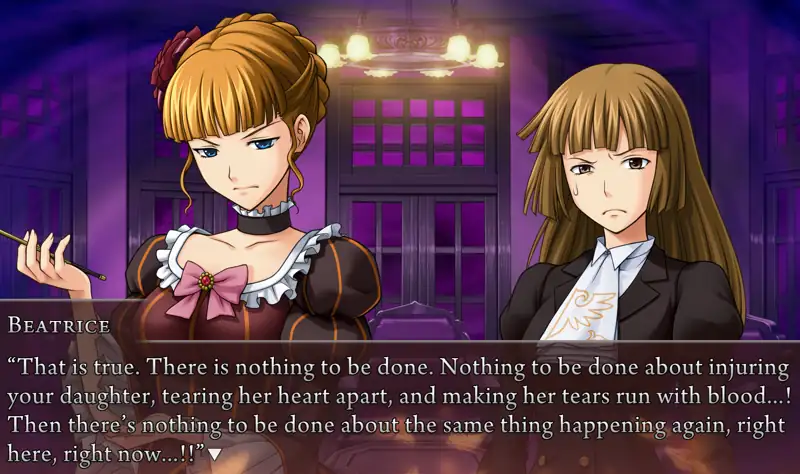 Beatrice
“That is true. There is nothing to be done. Nothing to be done about injuring
your daughter, tearing her heart apart, and making her tears run with blood...!
Then there’s nothing to be done about the same thing happening again, right
here, right now...!!”▼